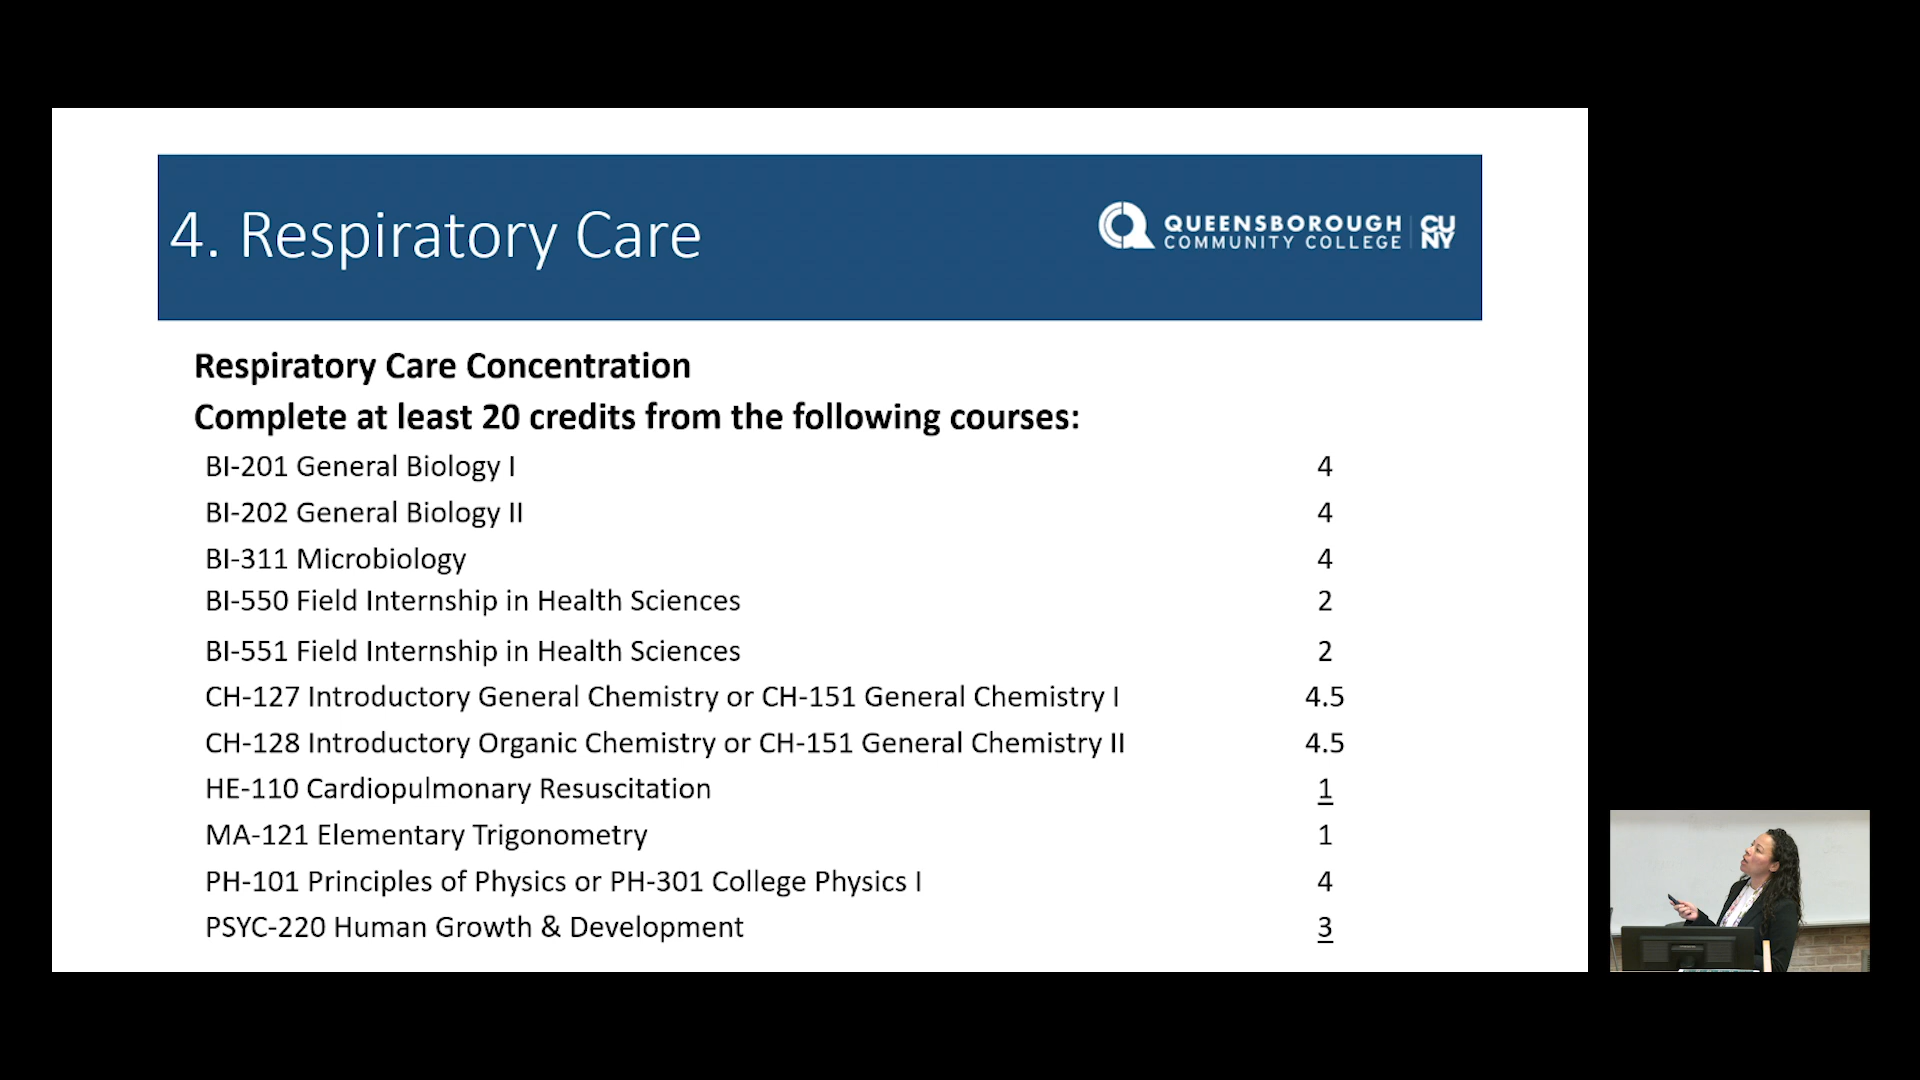 4. Respiratory Care
QUEENSBOROUGH
COMMUNITY COLLEGE
CU
NY
Respiratory Care Concentration
Complete at least 20 credits from the following courses:
BI-201 General Biology I 4
BI-202 General Biology II 4
BI-311 Microbiology 4
BI-550 Field Internship in Health Sciences 2
BI-551 Field Internship in Health Sciences 2
CH-127 Introductory General Chemistry or CH-151 General Chemistry I 4.5
CH-128 Introductory Organic Chemistry or CH-151 General Chemistry II 4.5
HE-110 Cardiopulmonary Resuscitation 1
MA-121 Elementary Trigonometry 1
PH-101 Principles of Physics or PH-301 College Physics I 4
PSYC-220 Human Growth & Development 3